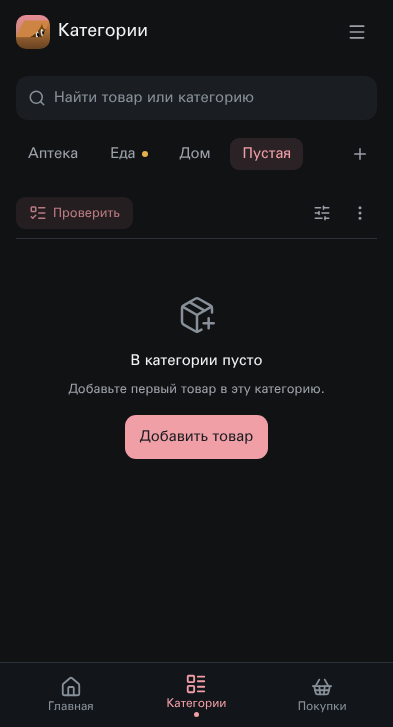 Категории
Найти товар или категорию
Аптека
Еда
Дом
Пустая
Проверить
В категории пусто
Добавьте первый товар в эту категорию.
Добавить товар
Главная
Категории
Покупки